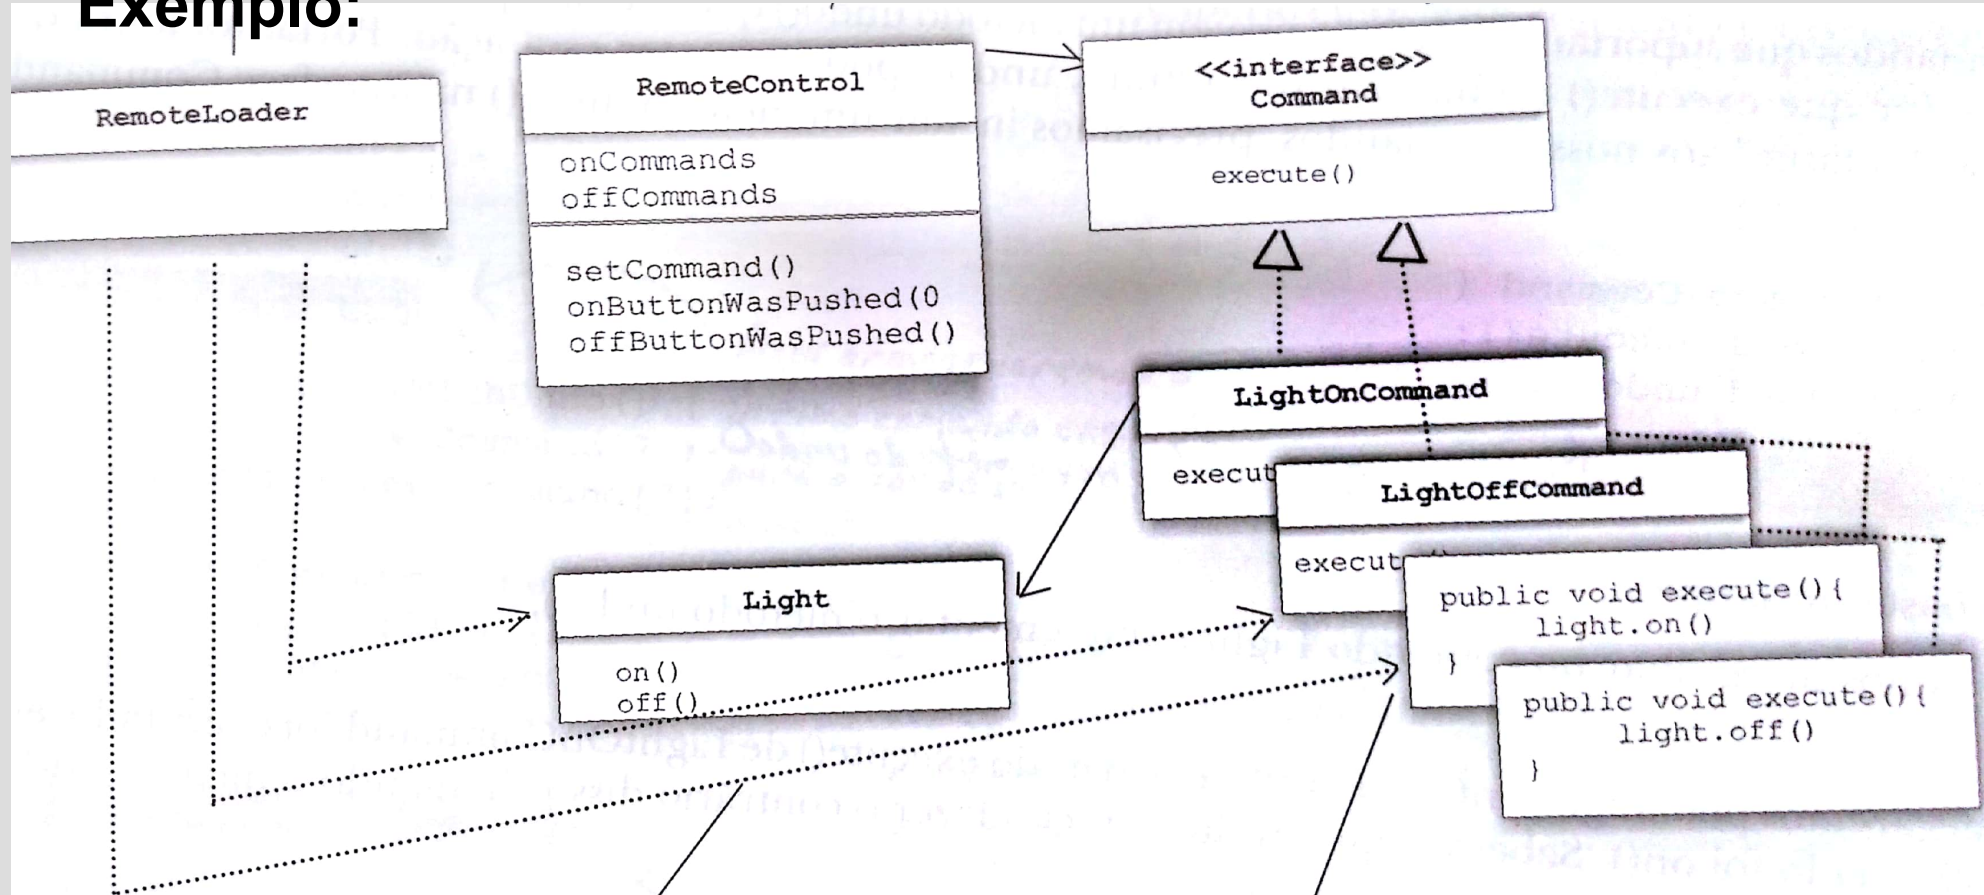 Exemplo:
RemoteLoader
RemoteControl
onCommands
offCommands
setCommand()
onButtonWasPushed(0
offButtonWasPushed()
<<interface>>
Command
execute()
LightOnCommand
execut
LightOffCommand
execut
public void execute(){
light.on()
}
public void execute(){
light.off()
}
Light
on()
off()